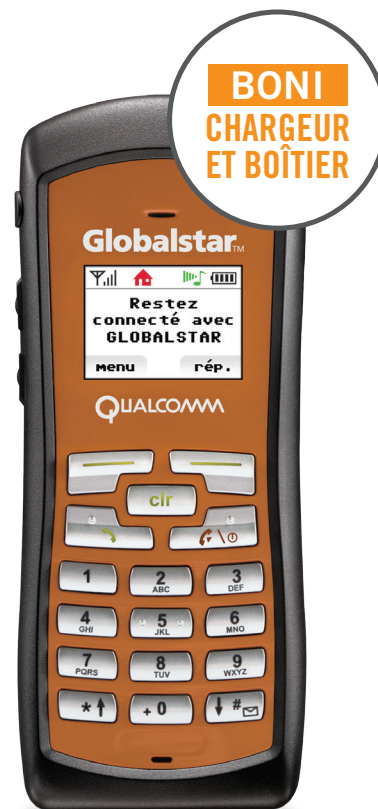 BONI
CHARGEUR
ET BOÎTIER
Globalstar™
Restez
connecté avec
GLOBALSTAR
menu rép.
QUALCOMM
clr
1 2 3
ABC DEF
4 5 6
GHI JKL MNO
7 8 9
PQRS TUV WXYZ
* + 0 #